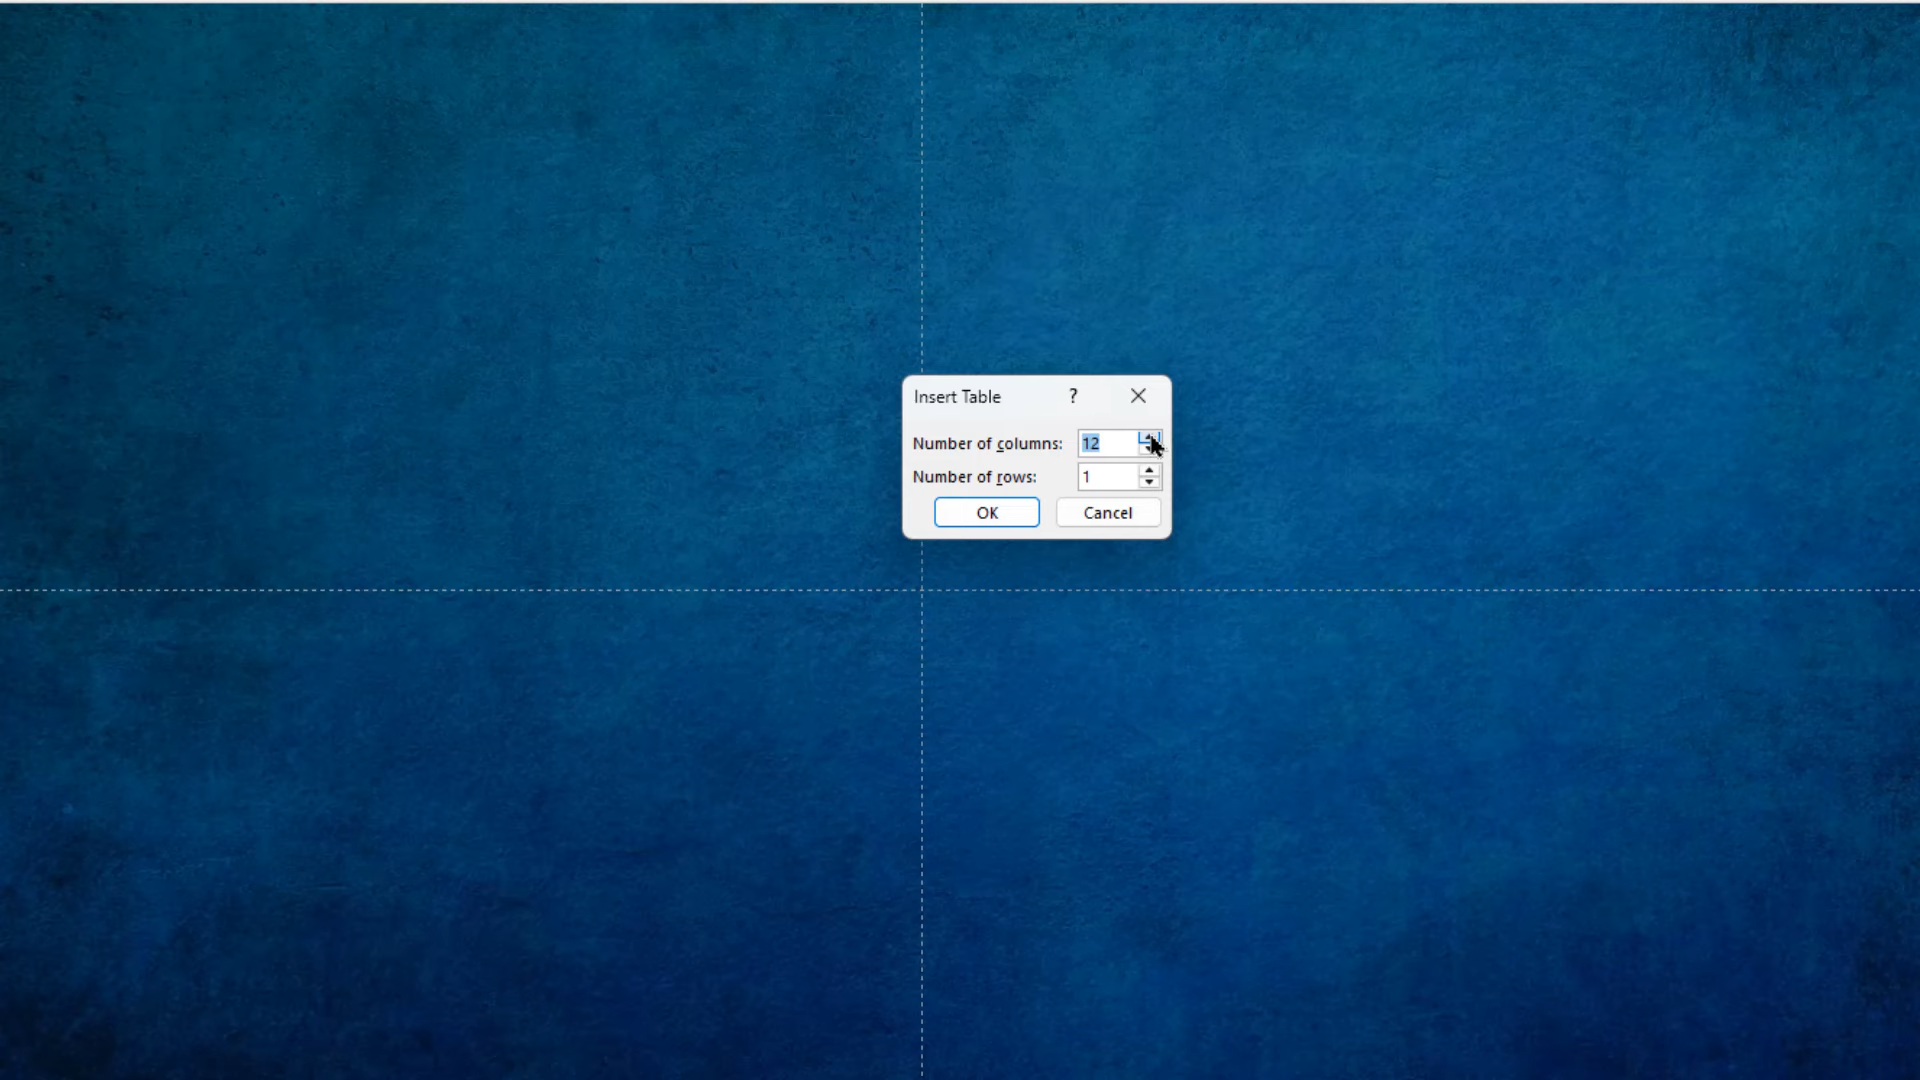 Insert Table ?
Number of columns: 12
Number of rows: 1
OK Cancel